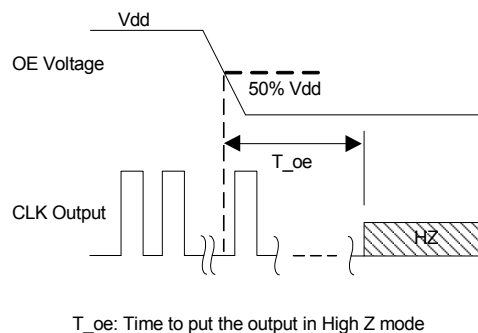 Vdd
OE Voltage
50% Vdd
T_oe
CLK Output
HZ
T_oe: Time to put the output in High Z mode